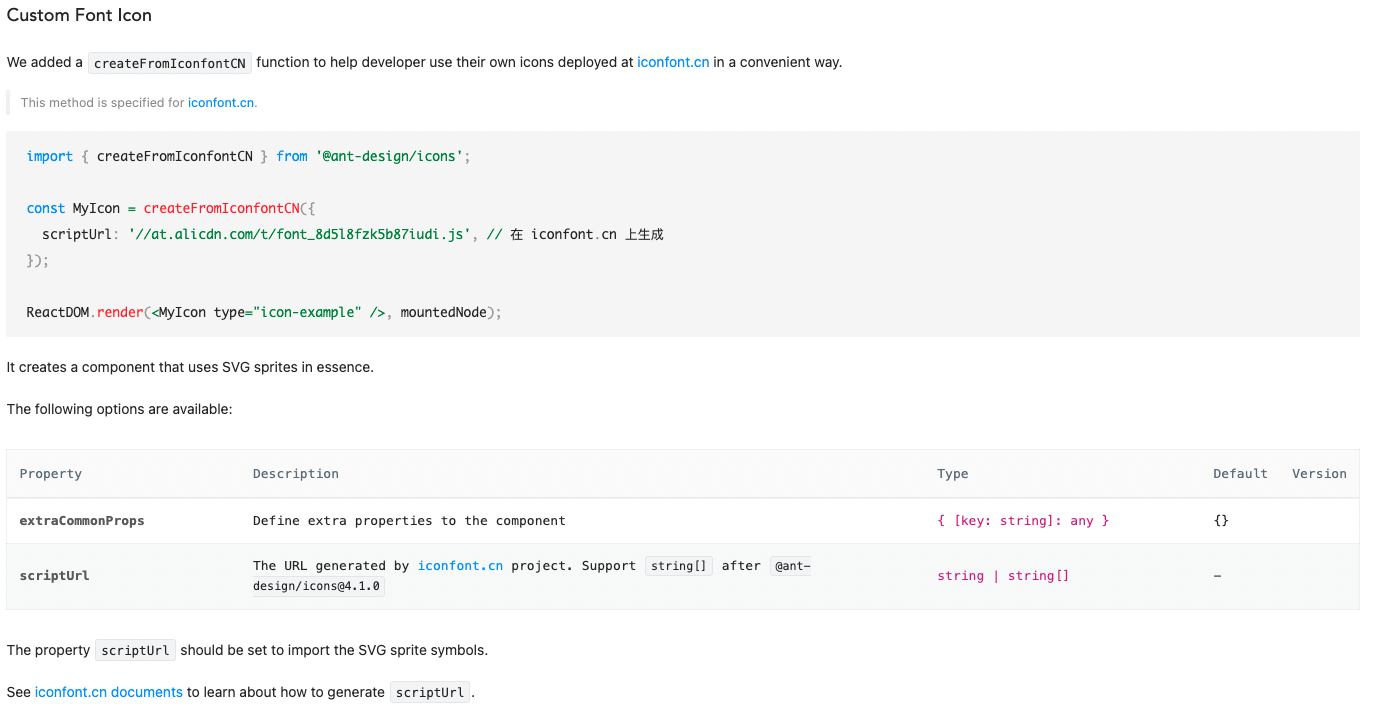 Custom Font Icon
We added a createFromIconfontCN function to help developer use their own icons deployed at iconfont.cn in a convenient way.
This method is specified for iconfont.cn.
import { createFromIconfontCN } from '@ant-design/icons';
const MyIcon = createFromIconfontCN({
scriptUrl: '//at.alicdn.com/t/font_8d5l8fzk5b87iudi.js', // 在 iconfont.cn 上生成
});
ReactDOM.render(<MyIcon type="icon-example" />, mountedNode);
It creates a component that uses SVG sprites in essence.
The following options are available:
Property Description Type Default Version
extraCommonProps Define extra properties to the component { [key: string]: any } {}
scriptUrl The URL generated by iconfont.cn project. Support string[] after @ant-
design/icons@4.1.0 string | string[] –
The property scriptUrl should be set to import the SVG sprite symbols.
See iconfont.cn documents to learn about how to generate scriptUrl.